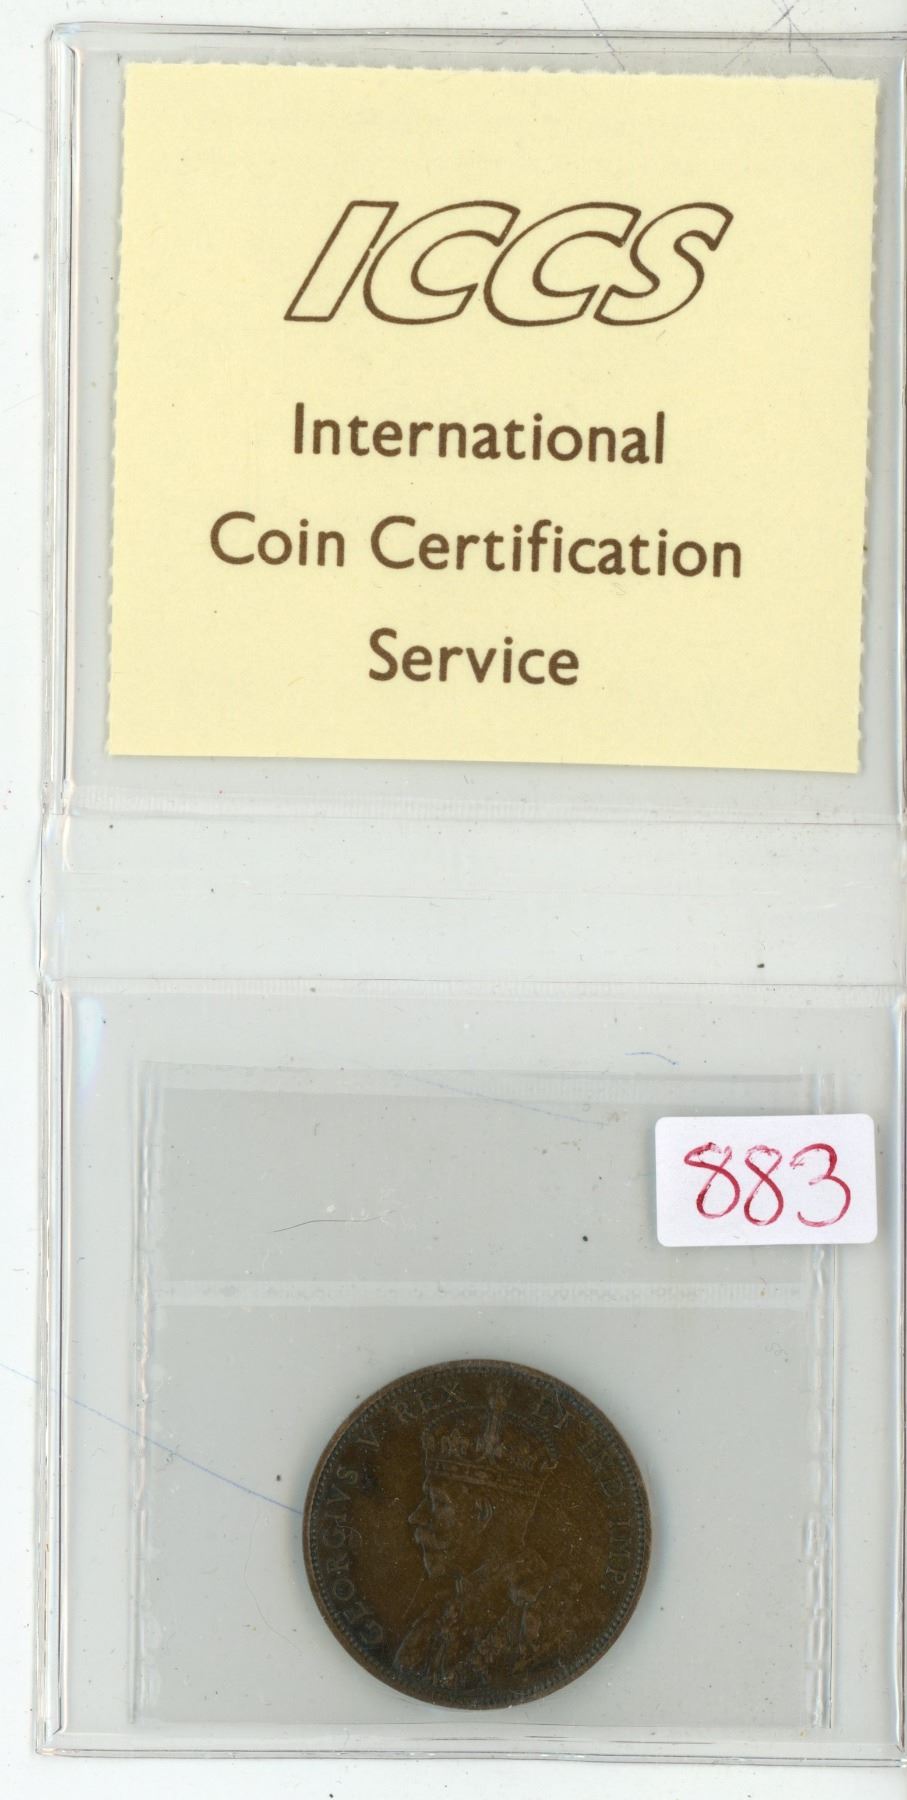 ICCS
International
Coin Certification
Service
883
GEORGIVS V REX ET IND: IMP: